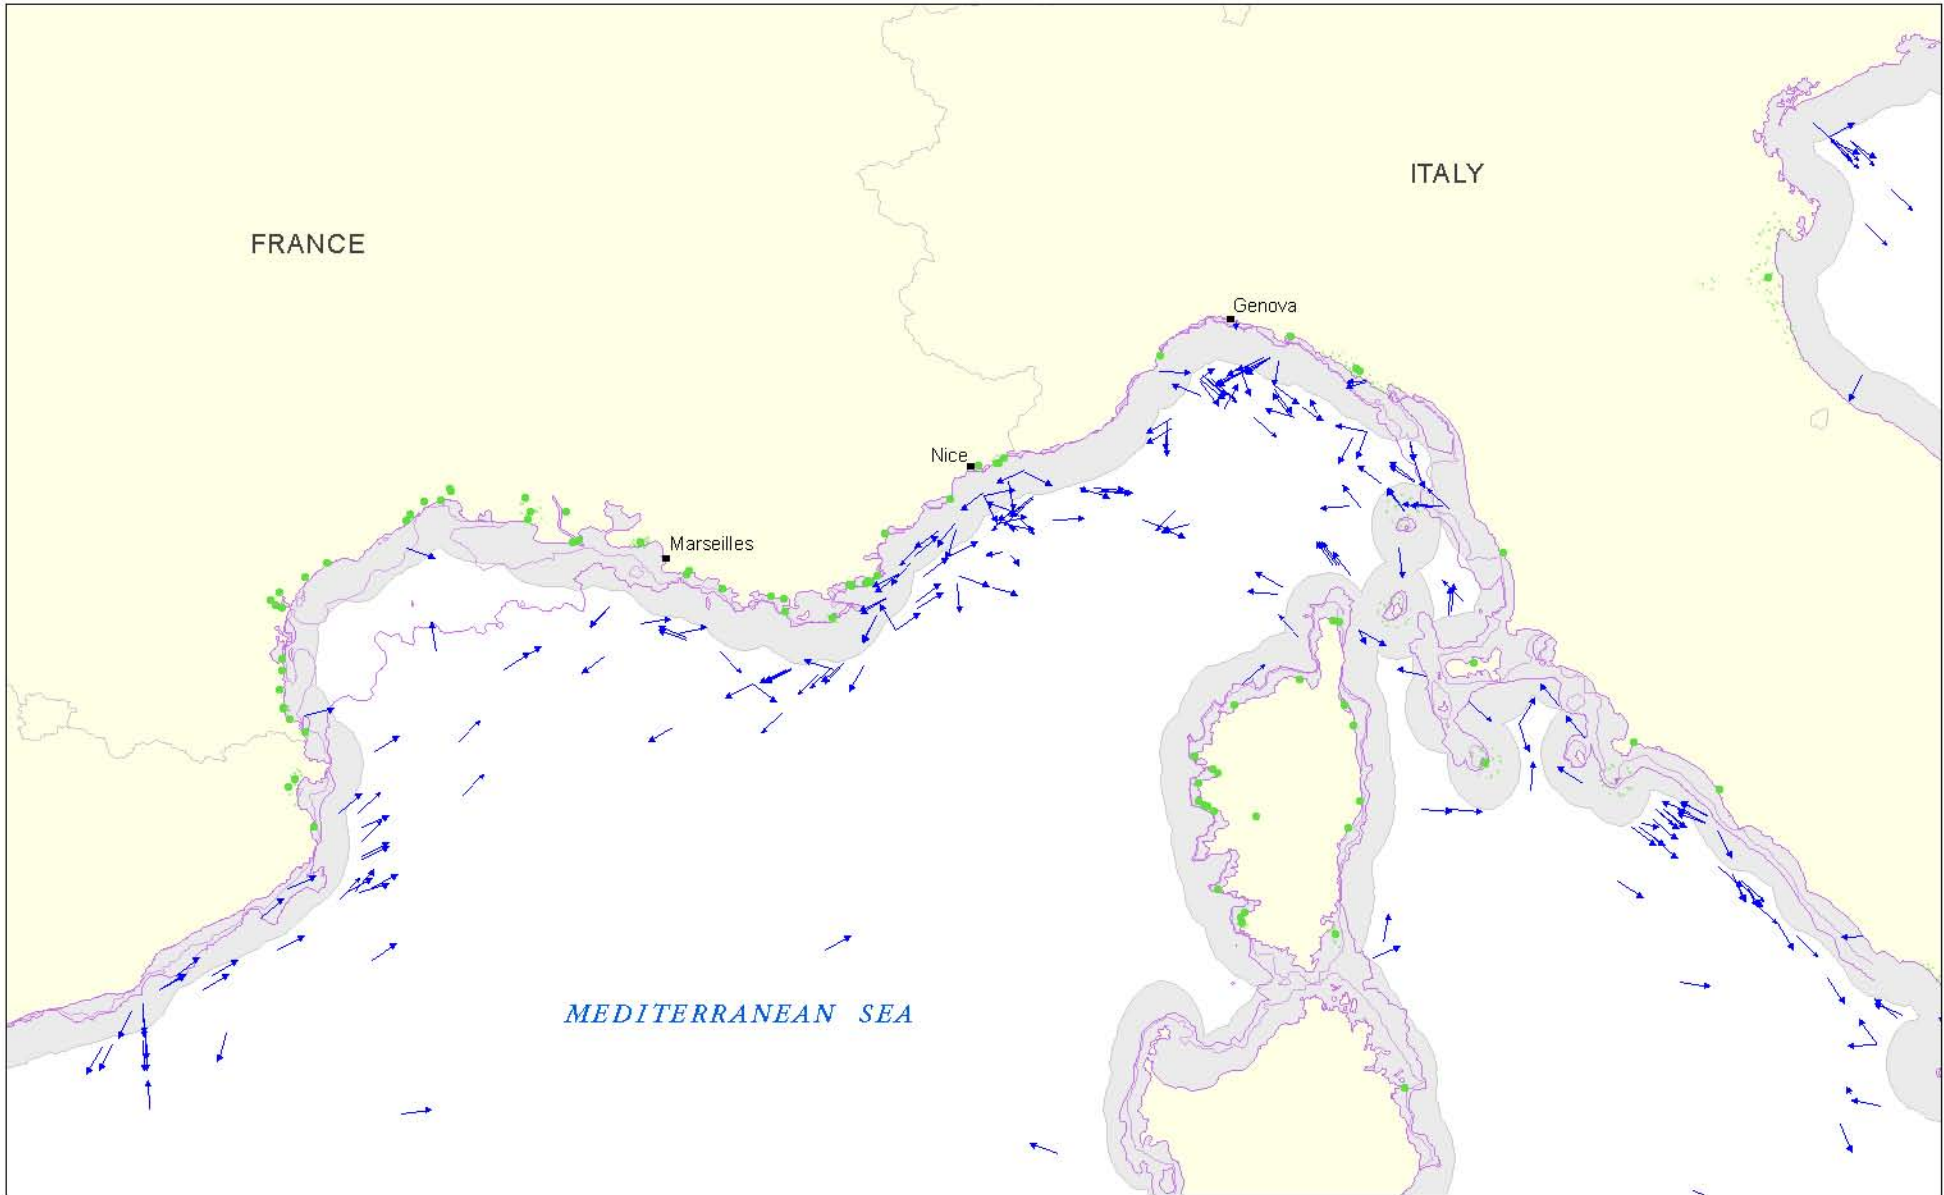 ITALY
FRANCE
Genova
Nice
Marseilles
MEDITERRANEAN SEA